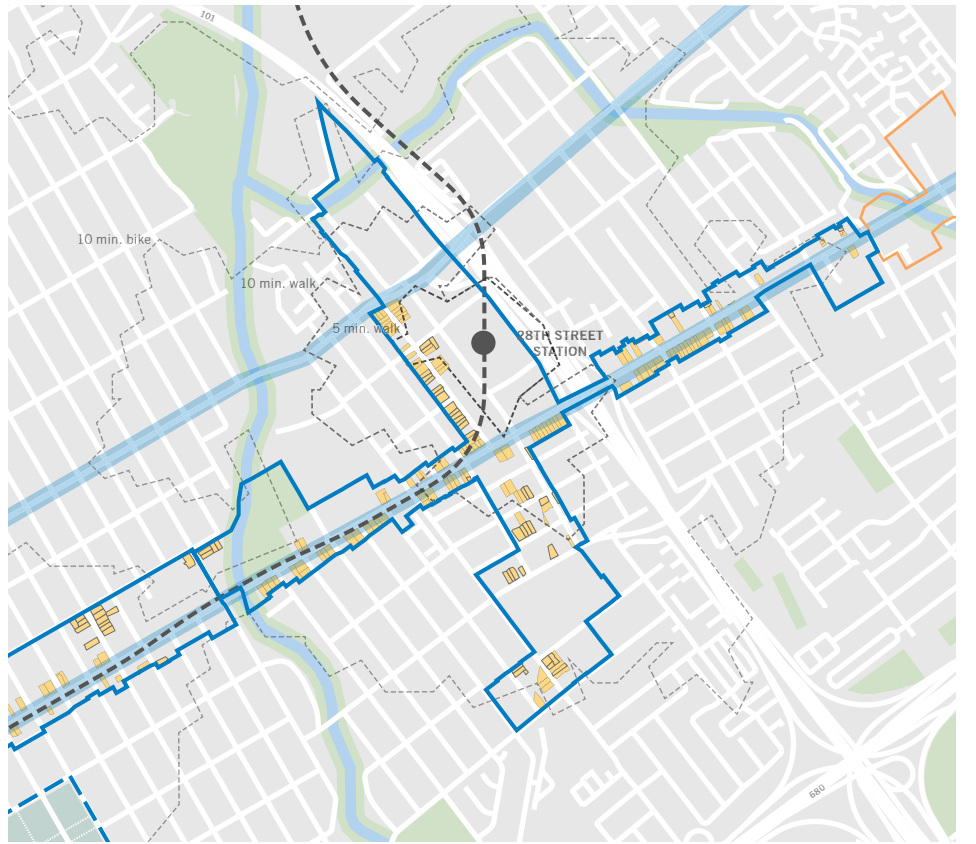 101
10 min. bike
10 min. walk
5 min. walk
28TH STREET
STATION
680